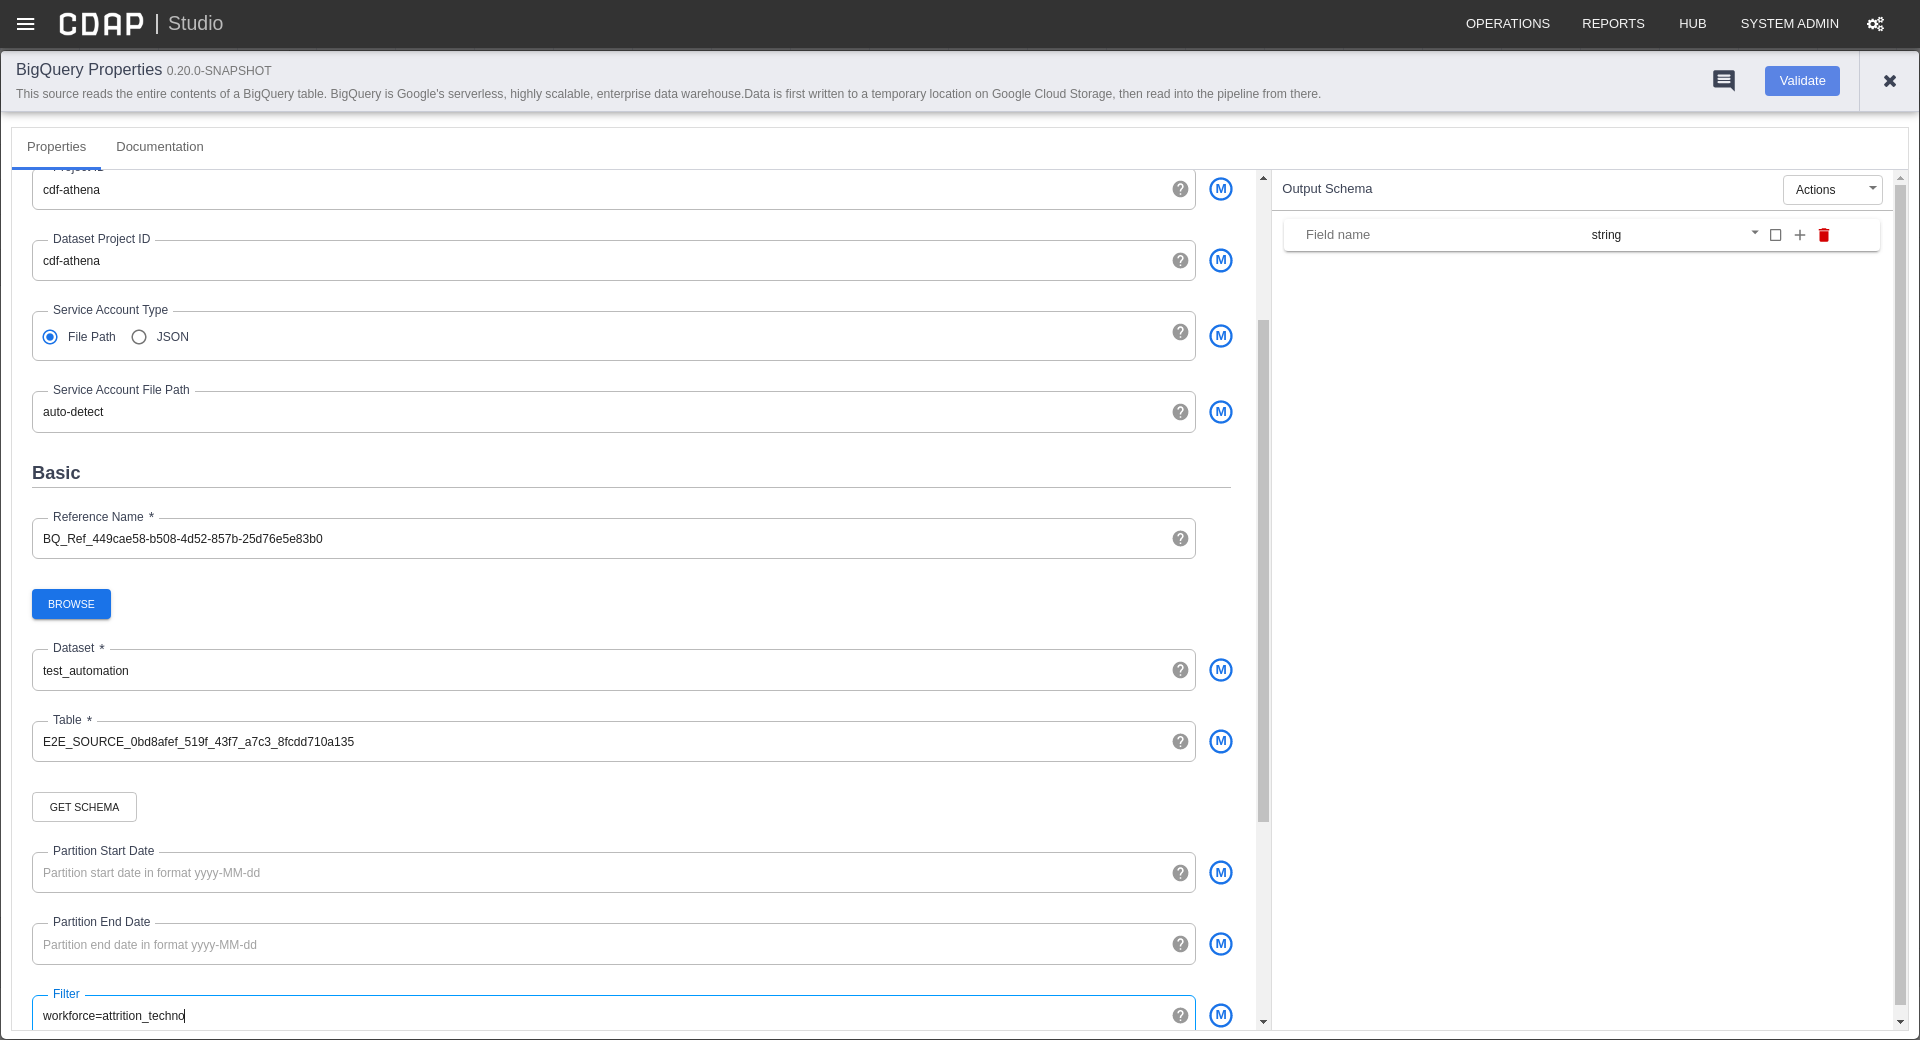 CDAP | Studio
OPERATIONS REPORTS HUB SYSTEM ADMIN
BigQuery Properties 0.20.0-SNAPSHOT
This source reads the entire contents of a BigQuery table. BigQuery is Google's serverless, highly scalable, enterprise data warehouse.Data is first written to a temporary location on Google Cloud Storage, then read into the pipeline from there.
Validate
Properties Documentation
Project ID
cdf-athena
M
Dataset Project ID
cdf-athena
M
Service Account Type
File Path JSON
M
Service Account File Path
auto-detect
M
Basic
Reference Name *
BQ_Ref_449cae58-b508-4d52-857b-25d76e5e83b0
BROWSE
Dataset *
test_automation
M
Table *
E2E_SOURCE_0bd8afef_519f_43f7_a7c3_8fcdd710a135
M
GET SCHEMA
Partition Start Date
Partition start date in format yyyy-MM-dd
M
Partition End Date
Partition end date in format yyyy-MM-dd
M
Filter
workforce=attrition_techno
M
Output Schema
Actions
Field name string